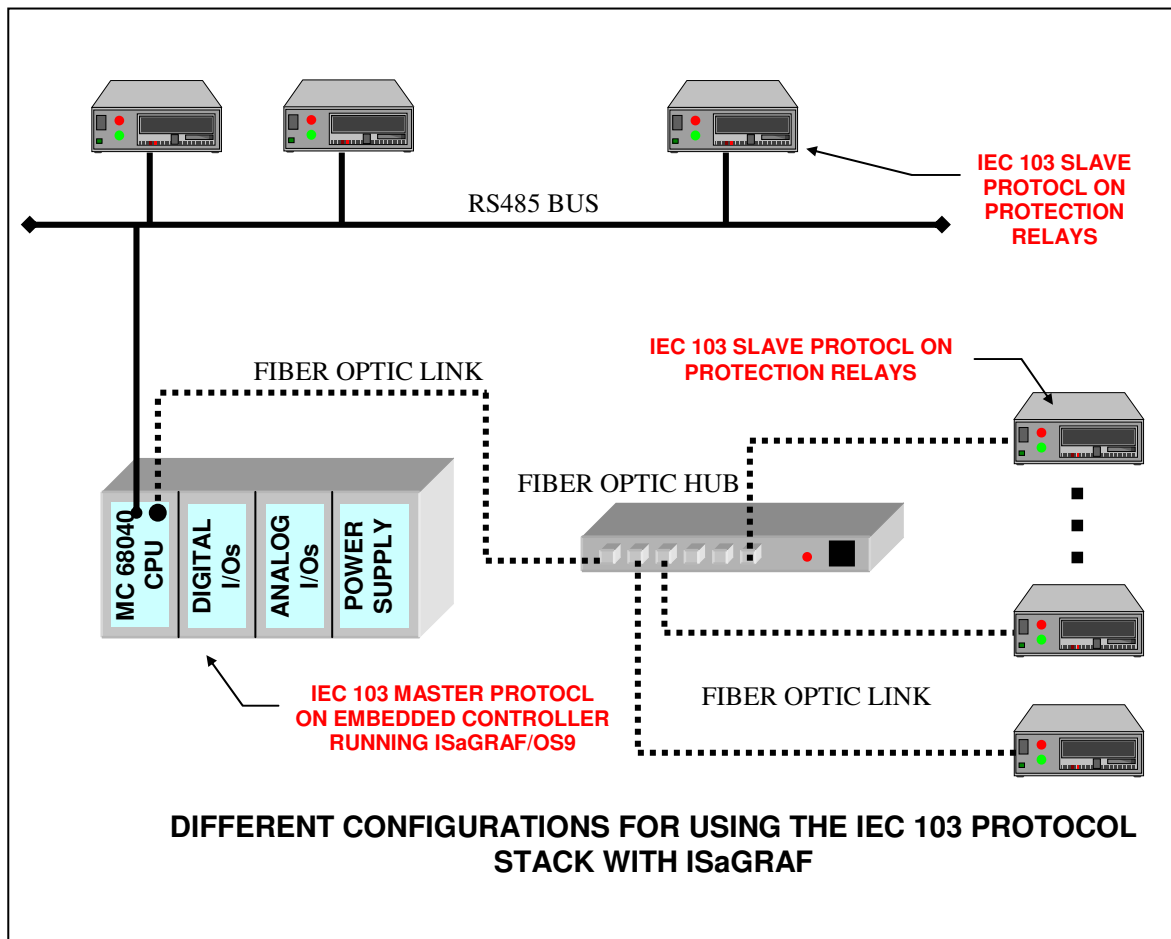 RS485 BUS
IEC 103 SLAVE
PROTOCL ON
PROTECTION
RELAYS
IEC 103 SLAVE PROTOCL ON
PROTECTION RELAYS
FIBER OPTIC LINK
FIBER OPTIC HUB
MC 68040
CPU
DIGITAL
I/Os
ANALOG
I/Os
POWER
SUPPLY
IEC 103 MASTER PROTOCL
ON EMBEDDED CONTROLLER
RUNNING ISaGRAF/OS9
FIBER OPTIC LINK
DIFFERENT CONFIGURATIONS FOR USING THE IEC 103 PROTOCOL
STACK WITH ISaGRAF